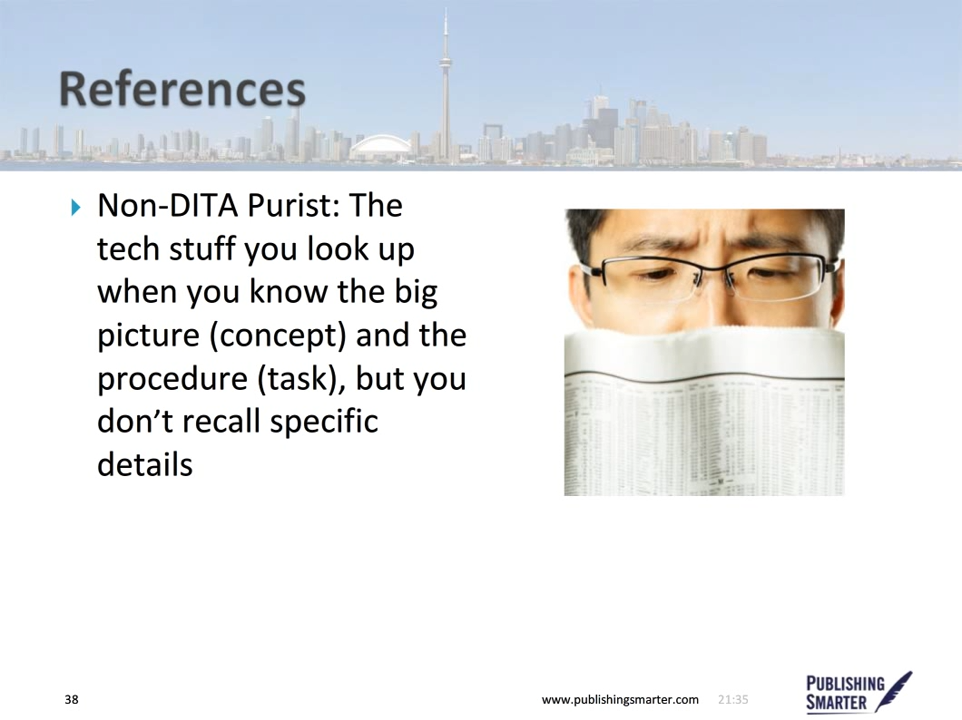 References
Non-DITA Purist: The
tech stuff you look up
when you know the big
picture (concept) and the
procedure (task), but you
don’t recall specific
details
38
www.publishingsmarter.com
21:35
PUBLISHING
SMARTER